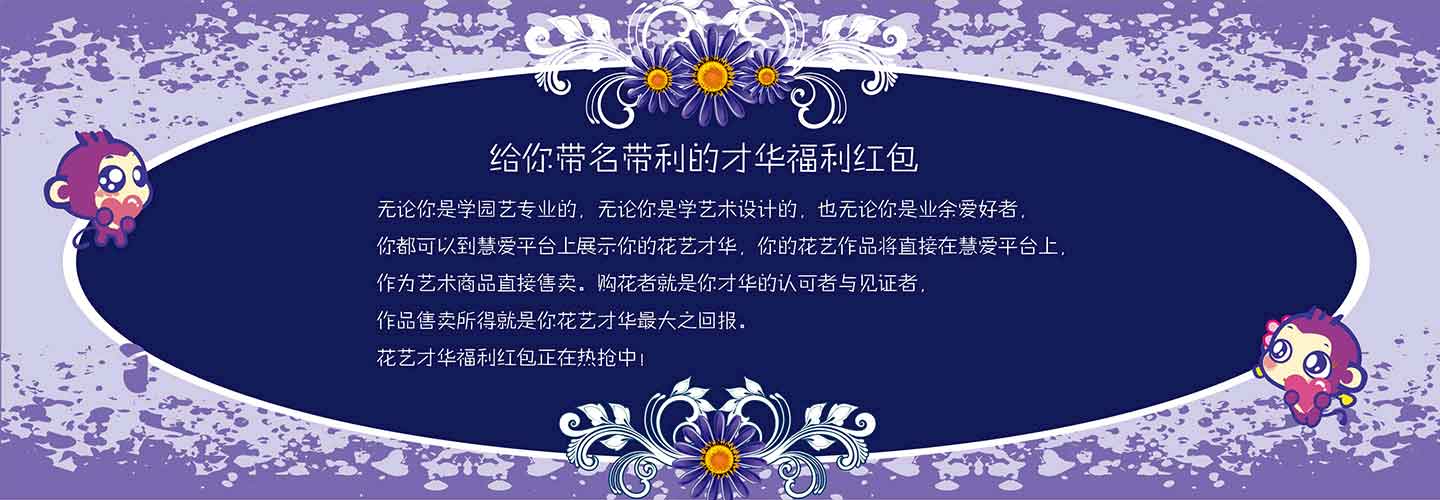 给你带名带利的才华福利红包
无论你是学园艺专业的，无论你是学艺术设计的，也无论你是业余爱好者，
你都可以到慧爱平台上展示你的花艺才华，你的花艺作品将直接在慧爱平台上，
作为艺术商品直接售卖。购花者就是你才华的认可者与见证者，
作品售卖所得就是你花艺才华最大之回报。
花艺才华福利红包正在热抢中！